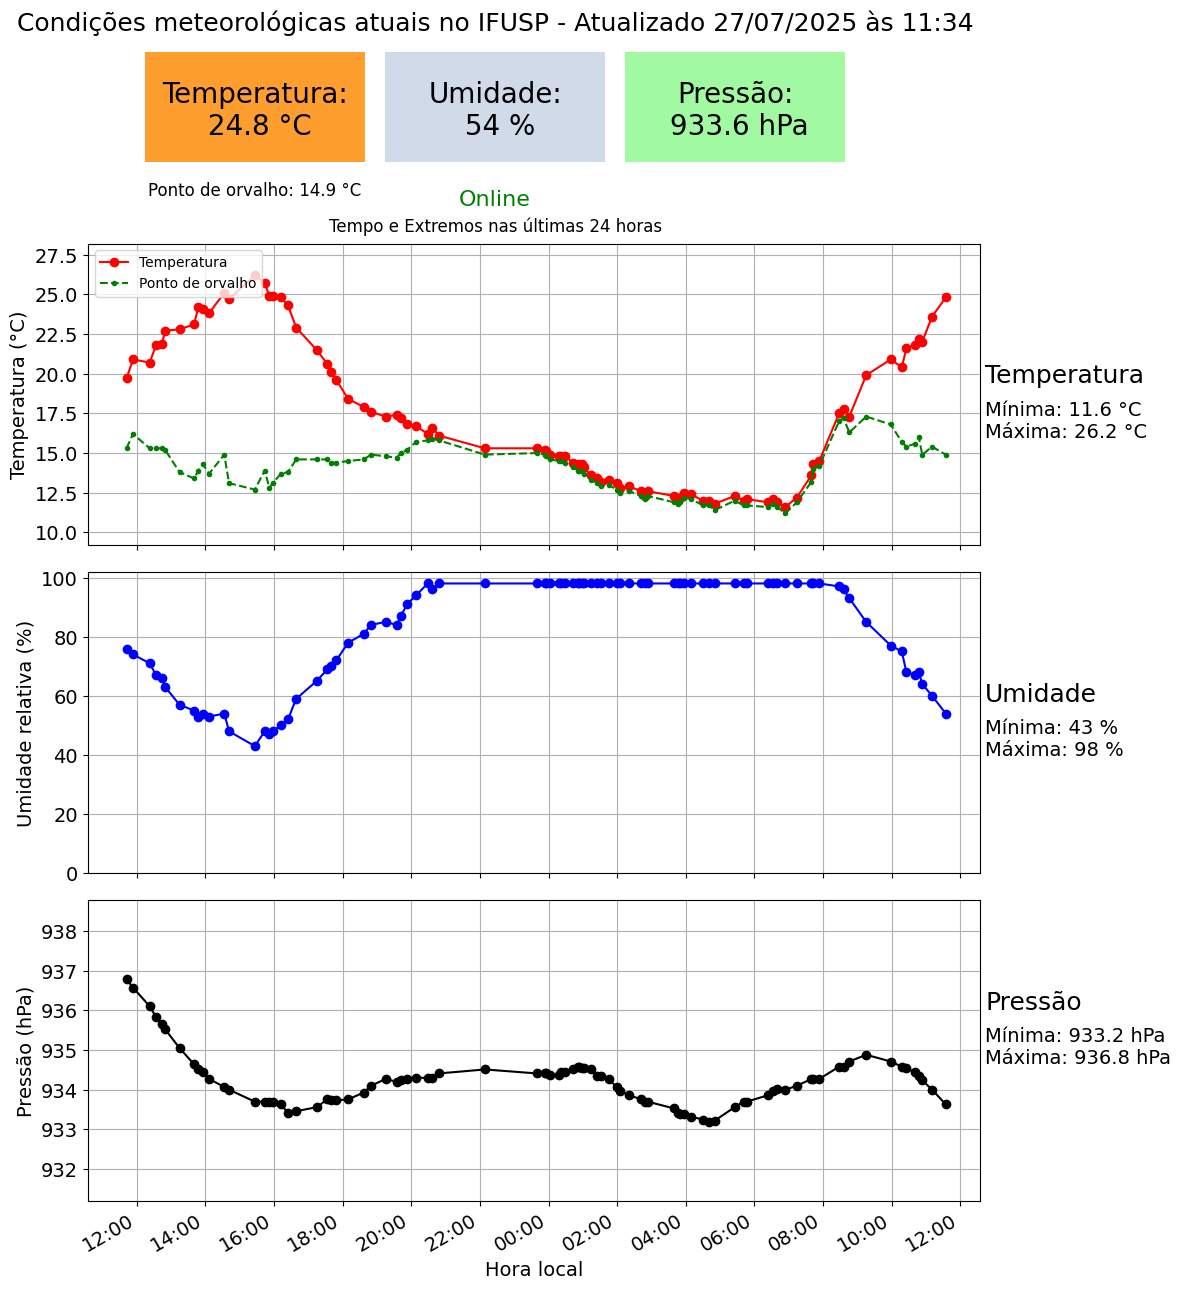 Condições meteorológicas atuais no IFUSP - Atualizado 27/07/2025 às 11:34
Temperatura:
24.8 °C
Umidade:
54 %
Pressão:
933.6 hPa
Ponto de orvalho: 14.9 °C
Online
Tempo e Extremos nas últimas 24 horas
Temperatura (°C)
27.5
25.0
22.5
20.0
17.5
15.0
12.5
10.0
Temperatura
Ponto de orvalho
Temperatura
Mínima: 11.6 °C
Máxima: 26.2 °C
Umidade relativa (%)
100
80
60
40
20
0
Umidade
Mínima: 43 %
Máxima: 98 %
Pressão (hPa)
938
937
936
935
934
933
932
Pressão
Mínima: 933.2 hPa
Máxima: 936.8 hPa
12:00 14:00 16:00 18:00 20:00 22:00 00:00 02:00 04:00 06:00 08:00 10:00 12:00
Hora local